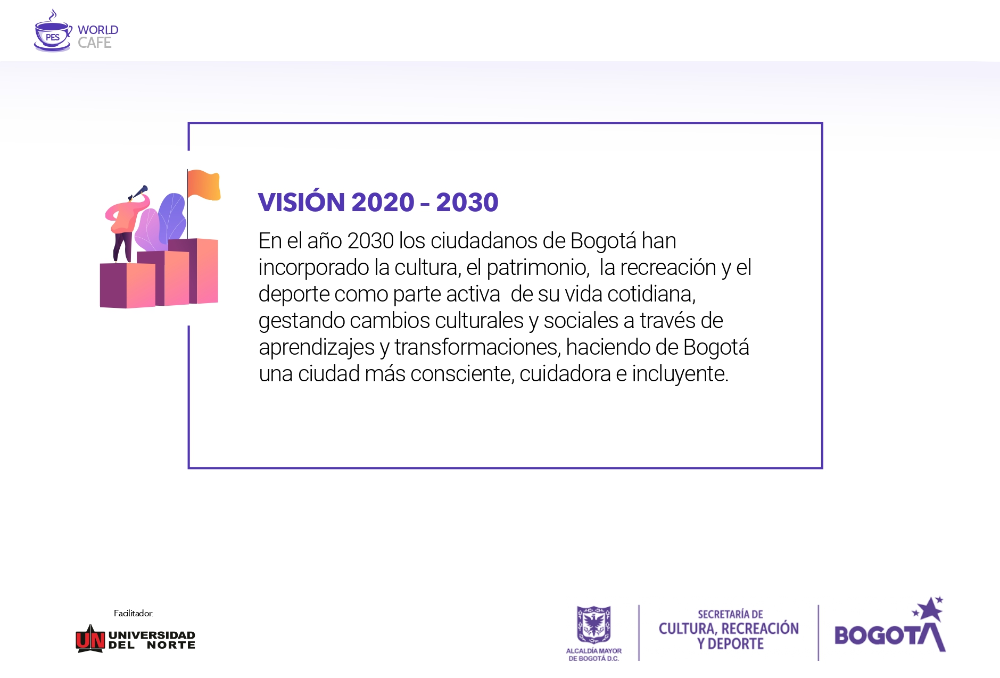 PES
WORLD
CAFÉ
VISIÓN 2020 - 2030
En el año 2030 los ciudadanos de Bogotá han
incorporado la cultura, el patrimonio,  la recreación y el
deporte como parte activa  de su vida cotidiana,
gestando cambios culturales y sociales a través de
aprendizajes y transformaciones, haciendo de Bogotá
una ciudad más consciente, cuidadora e incluyente.
Facilitador:
UN
UNIVERSIDAD
DEL NORTE
ALCALDÍA MAYOR
DE BOGOTÁ D.C.
SECRETARÍA DE
CULTURA, RECREACIÓN
Y DEPORTE
BOGOTÁ